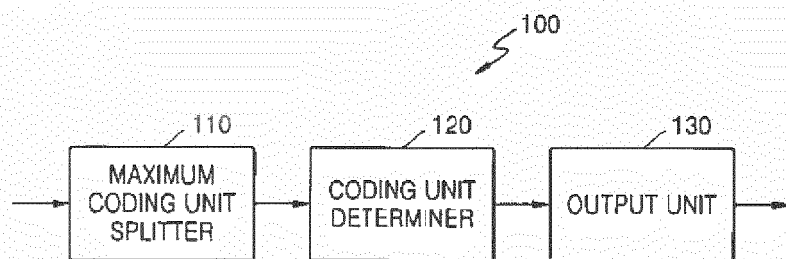 100
110
120
130
MAXIMUM
CODING UNIT
SPLITTER
CODING UNIT
DETERMINER
OUTPUT UNIT